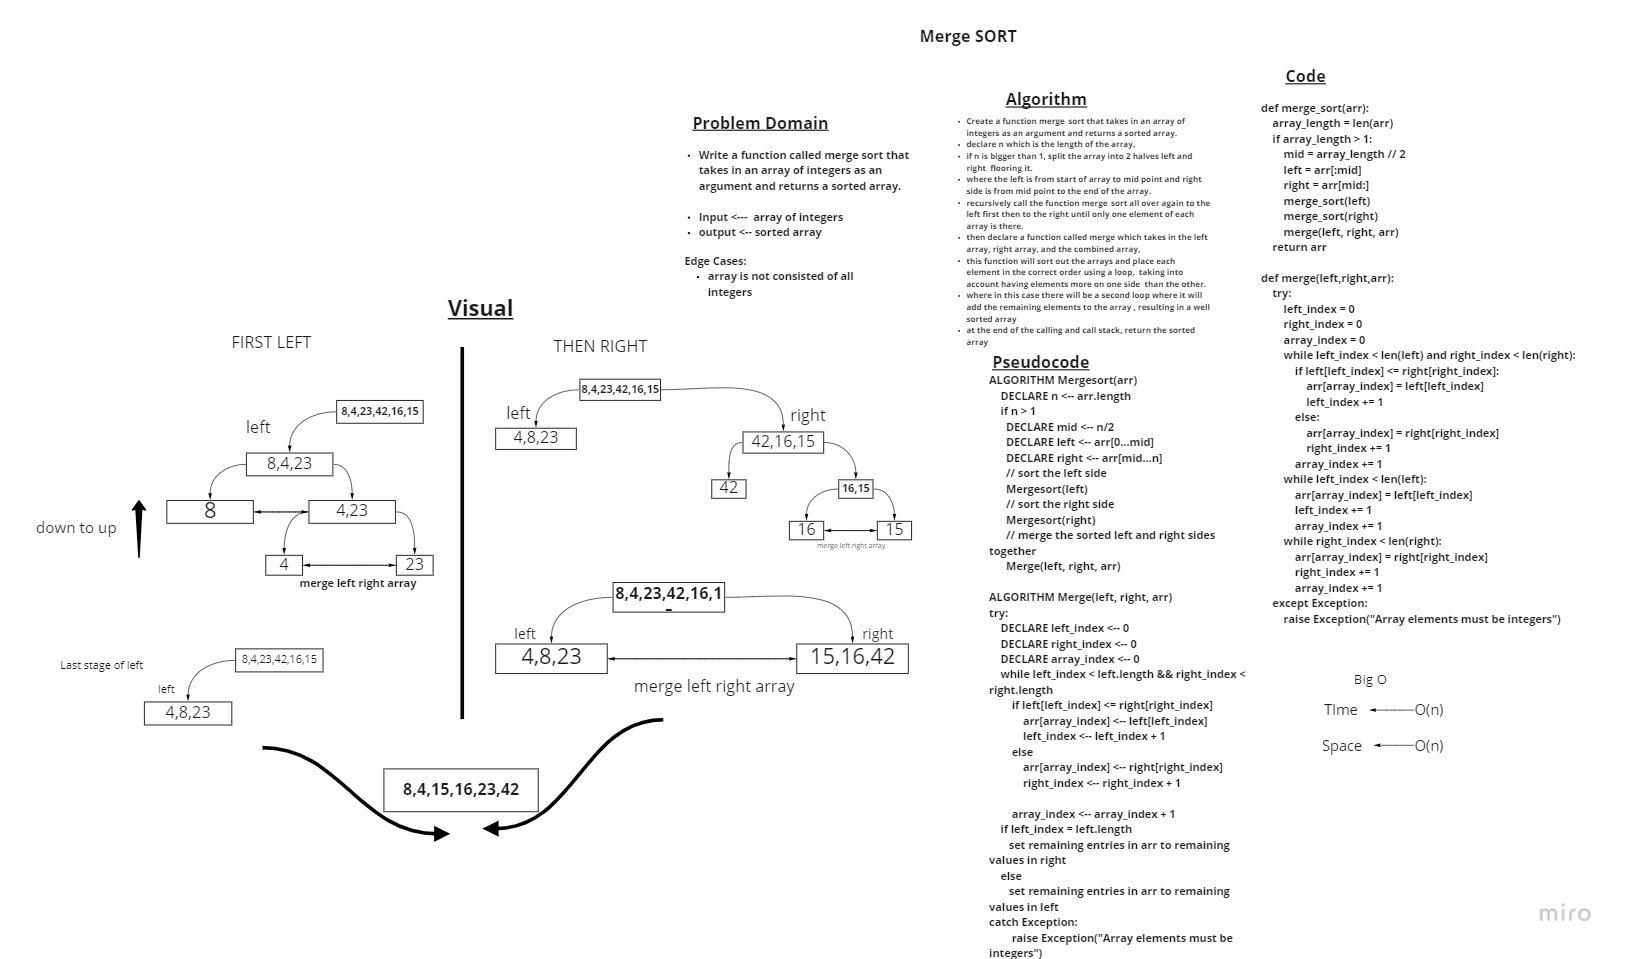 Merge SORT
Problem Domain
• Write a function called merge sort that
takes in an array of integers as an
argument and returns a sorted array.
• Input <--- array of integers
• output <-- sorted array
Edge Cases:
• array is not consisted of all
integers
Visual
FIRST LEFT
8,4,23,42,16,15
left
8,4,23
8
4,23
down to up
4
23
merge left right array
Last stage of left
8,4,23,42,16,15
left
4,8,23
THEN RIGHT
8,4,23,42,16,15
left
right
4,8,23
42,16,15
42
16,15
16
15
merge left right array
8,4,23,42,16,1
left
right
4,8,23
15,16,42
merge left right array
8,4,15,16,23,42
Algorithm
• Create a function merge sort that takes in an array of
integers as an argument and returns a sorted array.
• declare n which is the length of the array,
• if n is bigger than 1, split the array into 2 halves left and
right flooring it.
• where the left is from start of array to mid point and right
side is from mid point to the end of the array.
• recursively call the function merge sort all over again to the
left first then to the right until only one element of each
array is there.
• then declare a function called merge which takes in the left
array, right array, and the combined array,
• this function will sort out the arrays and place each
element in the correct order using a loop, taking into
account having elements more on one side than the other.
• where in this case there will be a second loop where it will
add the remaining elements to the array , resulting in a well
sorted array
• at the end of the calling and call stack, return the sorted
array
Pseudocode
ALGORITHM Mergesort(arr)
DECLARE n <-- arr.length
if n > 1
DECLARE mid <-- n/2
DECLARE left <-- arr[0...mid]
DECLARE right <-- arr[mid...n]
// sort the left side
Mergesort(left)
// sort the right side
Mergesort(right)
// merge the sorted left and right sides
together
Merge(left, right, arr)
ALGORITHM Merge(left, right, arr)
try:
DECLARE left_index <-- 0
DECLARE right_index <-- 0
DECLARE array_index <-- 0
while left_index < left.length && right_index <
right.length
if left[left_index] <= right[right_index]
arr[array_index] <-- left[left_index]
left_index <-- left_index + 1
else
arr[array_index] <-- right[right_index]
right_index <-- right_index + 1
array_index <-- array_index + 1
if left_index = left.length
set remaining entries in arr to remaining
values in right
else
set remaining entries in arr to remaining
values in left
catch Exception:
raise Exception("Array elements must be
integers")
Code
def merge_sort(arr):
array_length = len(arr)
if array_length > 1:
mid = array_length // 2
left = arr[:mid]
right = arr[mid:]
merge_sort(left)
merge_sort(right)
merge(left, right, arr)
return arr
def merge(left,right,arr):
try:
left_index = 0
right_index = 0
array_index = 0
while left_index < len(left) and right_index < len(right):
if left[left_index] <= right[right_index]:
arr[array_index] = left[left_index]
left_index += 1
else:
arr[array_index] = right[right_index]
right_index += 1
array_index += 1
while left_index < len(left):
arr[array_index] = left[left_index]
left_index += 1
array_index += 1
while right_index < len(right):
arr[array_index] = right[right_index]
right_index += 1
array_index += 1
except Exception:
raise Exception("Array elements must be integers")
Big O
TIme
O(n)
Space
O(n)
miro